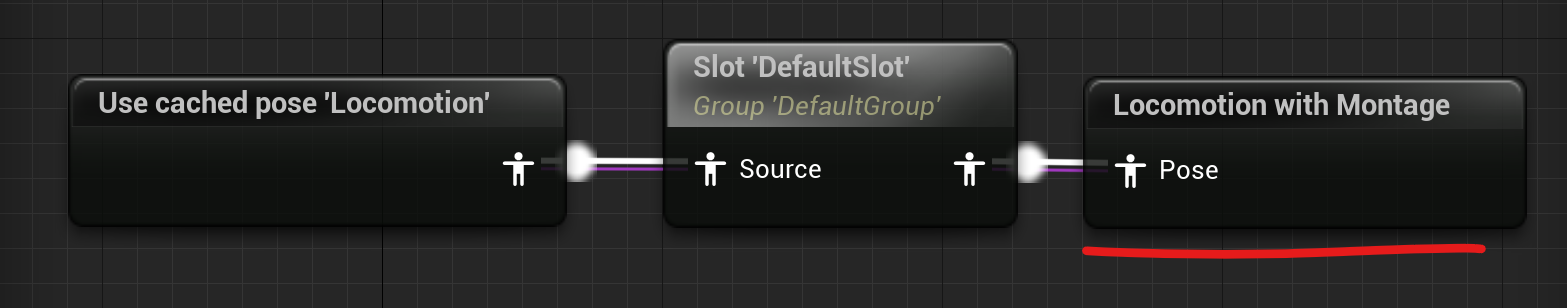 Use cached pose 'Locomotion'
Slot 'DefaultSlot'
Group 'DefaultGroup'
Source
Locomotion with Montage
Pose